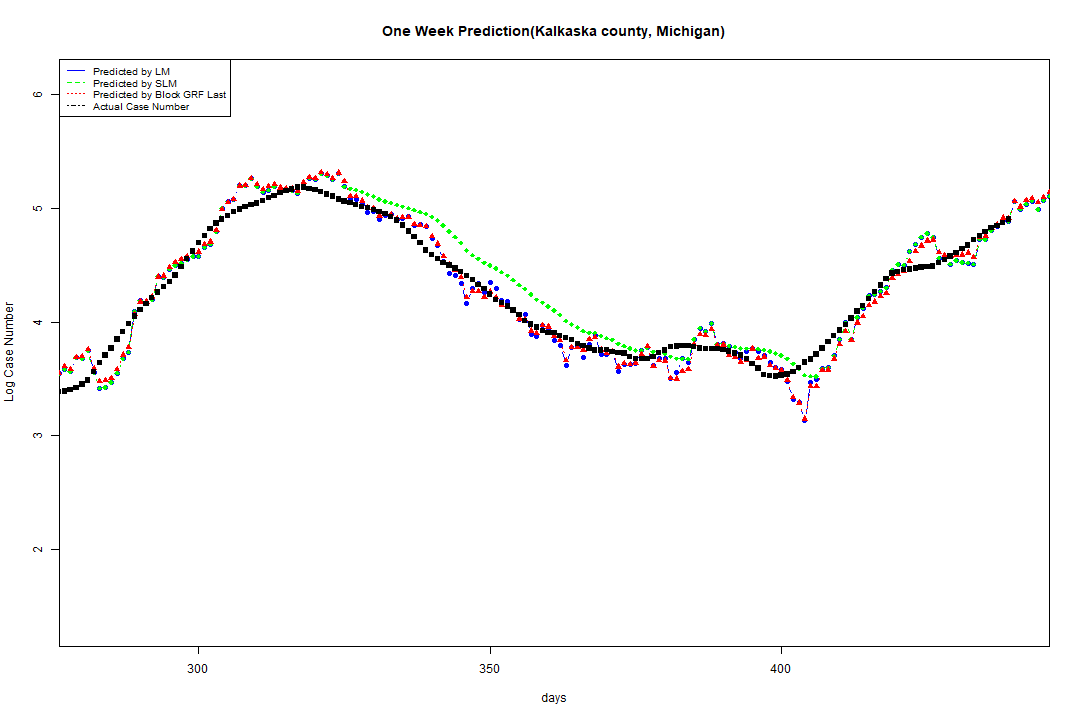 One Week Prediction(Kalkaska county, Michigan)
Predicted by LM
Predicted by SLM
Predicted by Block GRF Last
Actual Case Number
6
5
4
3
2
Log Case Number
300 350 400
days